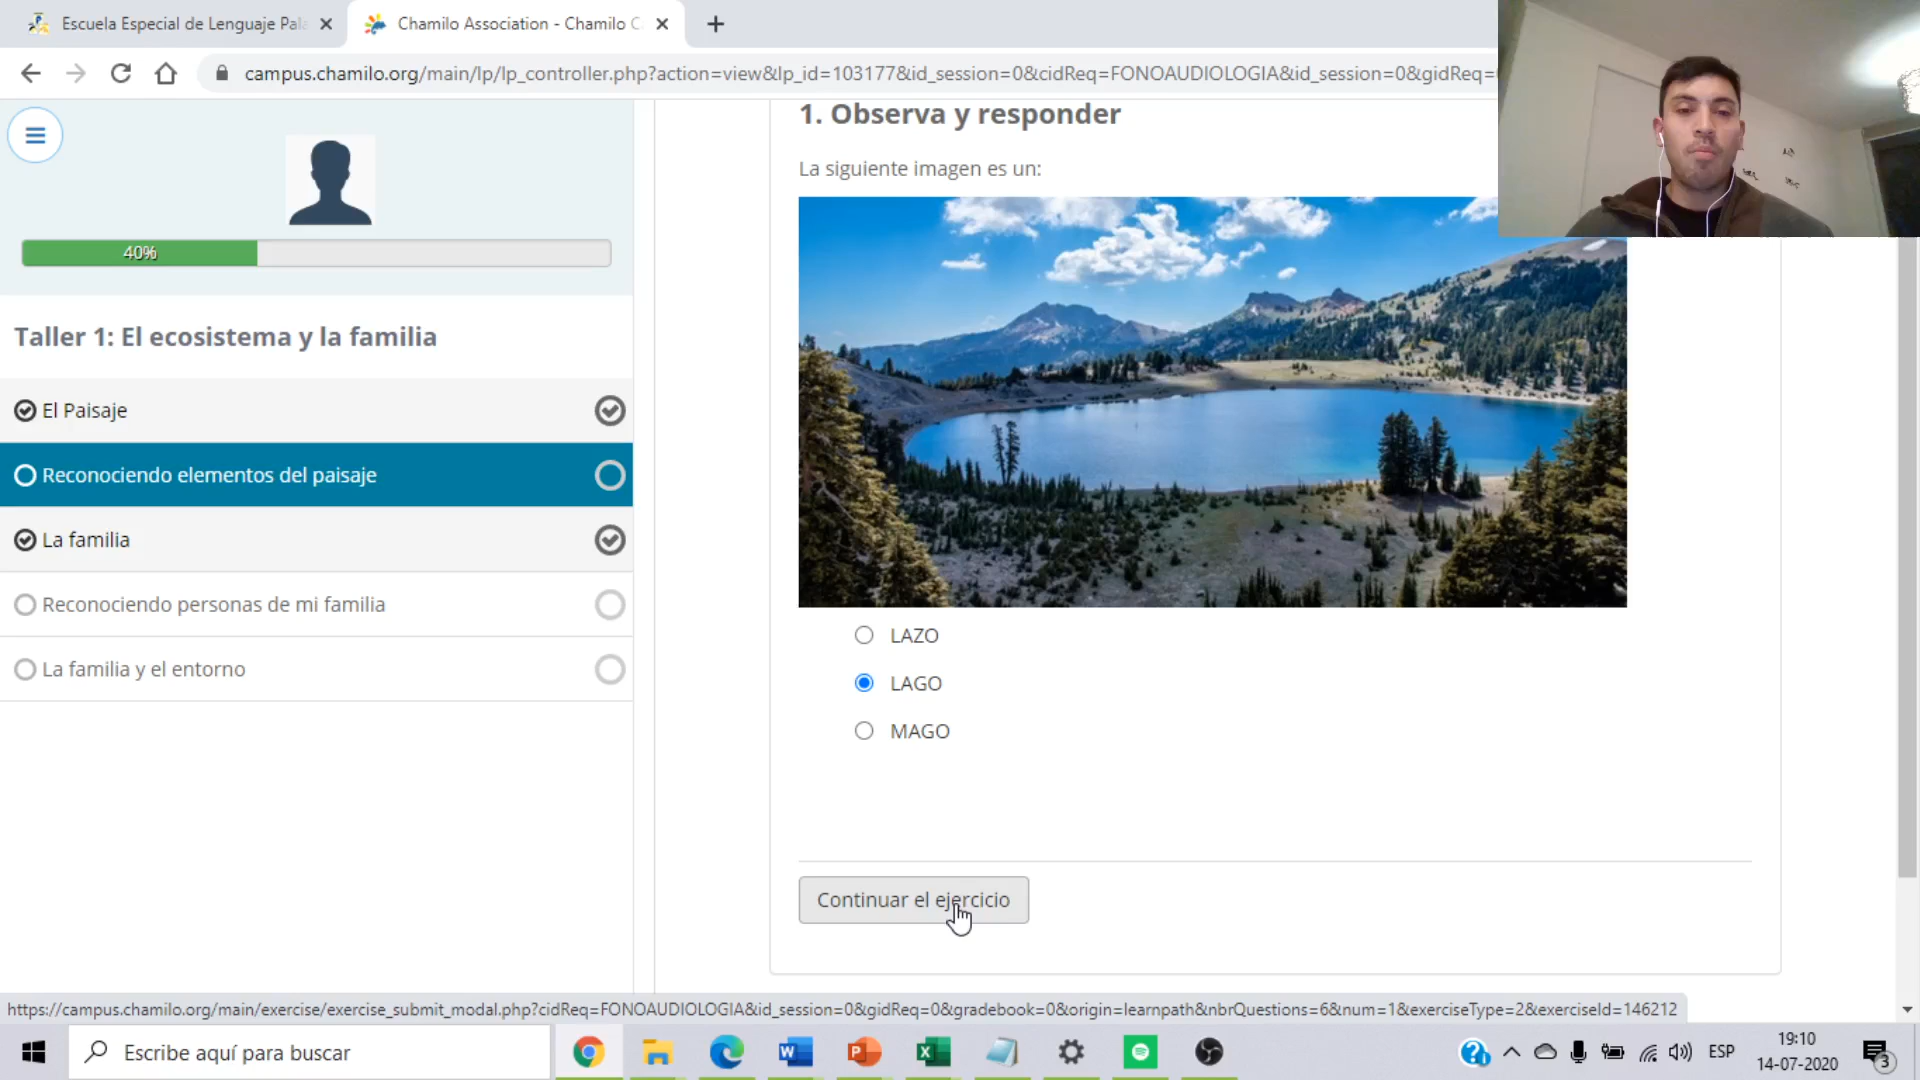 Escuela Especial de Lenguaje Pala
Chamilo Association - Chamilo C
campus.chamilo.org/main/lp/lp_controller.php?action=view&lp_id=103177&id_session=0&cidReq=FONOAUDIOLOGIA&id_session=0&gidReq=
40%
Taller 1: El ecosistema y la familia
El Paisaje
Reconociendo elementos del paisaje
La familia
Reconociendo personas de mi familia
La familia y el entorno
1. Observa y responder
La siguiente imagen es un:
LAZO
LAGO
MAGO
Continuar el ejercicio
https://campus.chamilo.org/main/exercise/exercise_submit_modal.php?cidReq=FONOAUDIOLOGIA&id_session=0&gidReq=0&gradebook=0&origin=learnpath&nbrQuestions=6&num=1&exerciseType=2&exerciseId=146212
Escribe aquí para buscar
ESP
19:10
14-07-2020
3